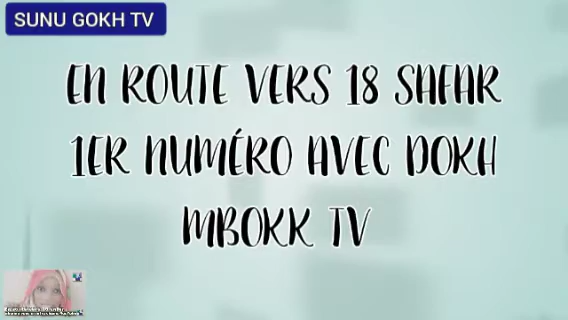 SUNU GOKH TV
EN ROUTE VERS 18 SAFAR
1ER NUMÉRO AVEC DOKH
MBOKK TV